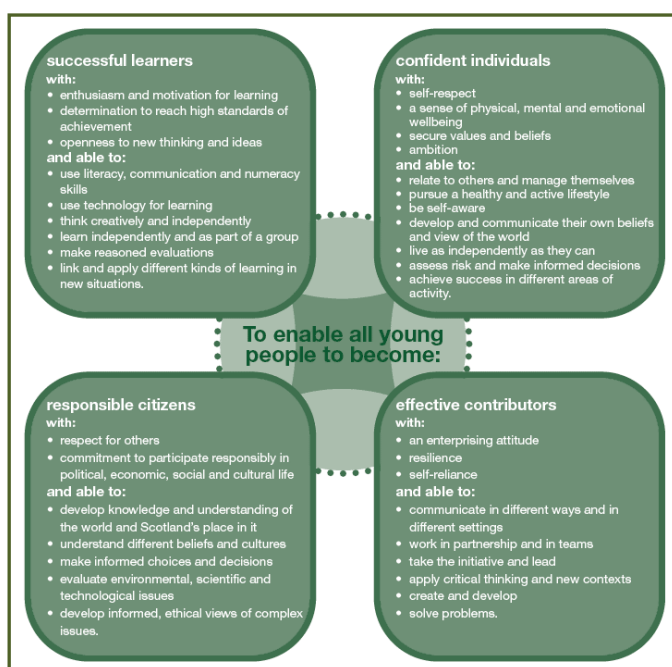 successful learners
with:
• enthusiasm and motivation for learning
• determination to reach high standards of
achievement
• openness to new thinking and ideas
and able to:
• use literacy, communication and numeracy
skills
• use technology for learning
• think creatively and independently
• learn independently and as part of a group
• make reasoned evaluations
• link and apply different kinds of learning in
new situations.
confident individuals
with:
• self-respect
• a sense of physical, mental and emotional
wellbeing
• secure values and beliefs
• ambition
and able to:
• relate to others and manage themselves
• pursue a healthy and active lifestyle
• be self-aware
• develop and communicate their own beliefs
and view of the world
• live as independently as they can
• assess risk and make informed decisions
• achieve success in different areas of
activity.
To enable all young
people to become:
responsible citizens
with:
• respect for others
• commitment to participate responsibly in
political, economic, social and cultural life
and able to:
• develop knowledge and understanding of
the world and Scotland's place in it
• understand different beliefs and cultures
• make informed choices and decisions
• evaluate environmental, scientific and
technological issues
• develop informed, ethical views of complex
issues.
effective contributors
with:
• an enterprising attitude
• resilience
• self-reliance
and able to:
• communicate in different ways and in
different settings
• work in partnership and in teams
• take the initiative and lead
• apply critical thinking and new contexts
• create and develop
• solve problems.